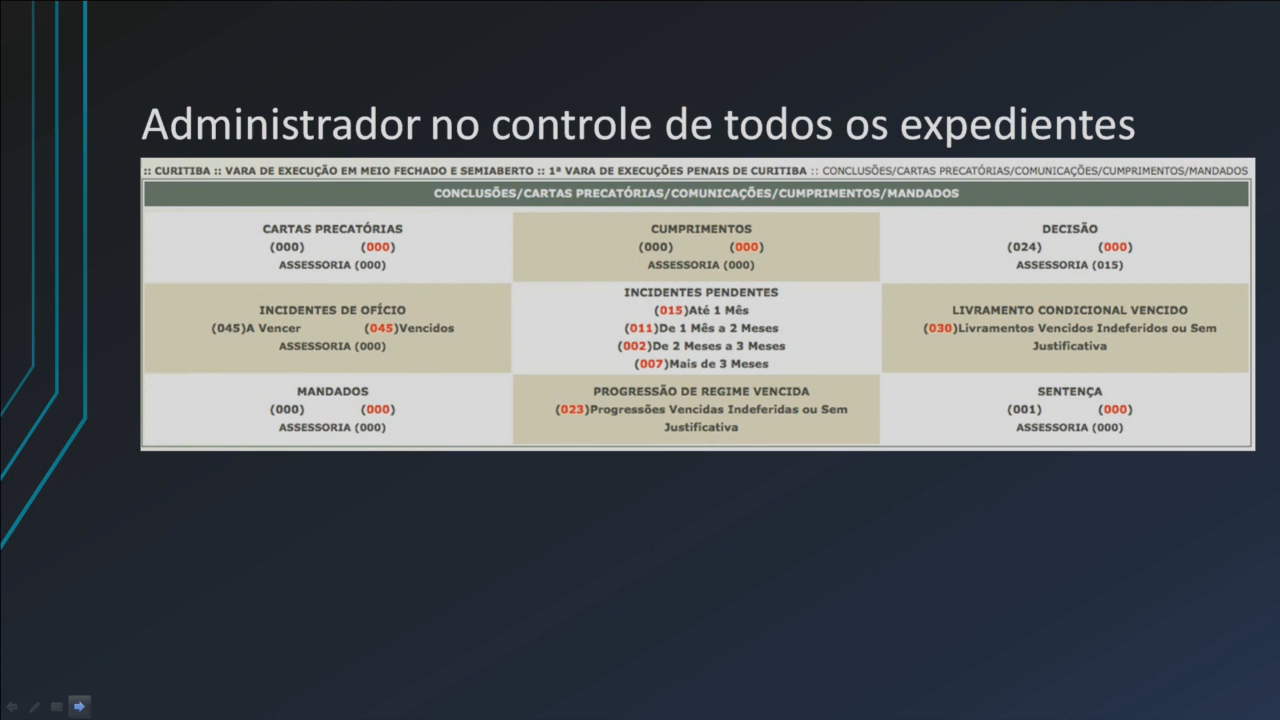 Administrador no controle de todos os expedientes
:: CURITIBA :: VARA DE EXECUÇÃO EM MEIO FECHADO E SEMIABERTO :: 1ª VARA DE EXECUÇÕES PENAIS DE CURITIBA :: CONCLUSÕES/CARTAS PRECATÓRIAS/COMUNICAÇÕES/CUMPRIMENTOS/MANDADOS
CONCLUSÕES/CARTAS PRECATÓRIAS/COMUNICAÇÕES/CUMPRIMENTOS/MANDADOS
CARTAS PRECATÓRIAS
(000) (000)
ASSESSORIA (000)
CUMPRIMENTOS
(000) (000)
ASSESSORIA (000)
DECISÃO
(024) (000)
ASSESSORIA (015)
INCIDENTES DE OFÍCIO
(045)A Vencer (045)Vencidos
ASSESSORIA (000)
INCIDENTES PENDENTES
(015)Até 1 Mês
(011)De 1 Mês a 2 Meses
(002)De 2 Meses a 3 Meses
(007)Mais de 3 Meses
LIVRAMENTO CONDICIONAL VENCIDO
(030)Livramentos Vencidos Indeferidos ou Sem
Justificativa
MANDADOS
(000) (000)
ASSESSORIA (000)
PROGRESSÃO DE REGIME VENCIDA
(023)Progressões Vencidas Indeferidas ou Sem
Justificativa
SENTENÇA
(001) (000)
ASSESSORIA (000)